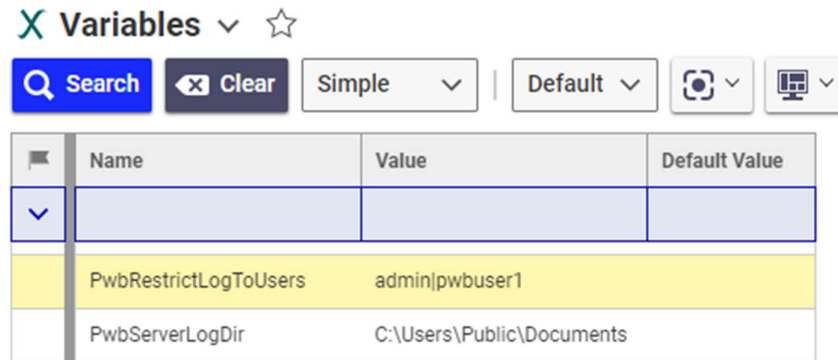 Variables
Search Clear Simple Default
Name Value Default Value
PwbRestrictLogToUsers admin|pwbuser1
PwbServerLogDir C:\Users\Public\Documents